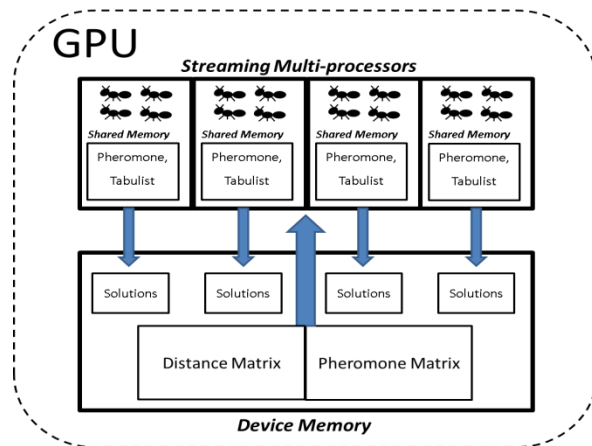 GPU
Streaming Multi-processors
Shared Memory Shared Memory Shared Memory Shared Memory
Pheromone, Pheromone, Pheromone, Pheromone,
Tabulist Tabulist Tabulist Tabulist
Solutions Solutions Solutions Solutions
Distance Matrix Pheromone Matrix
Device Memory